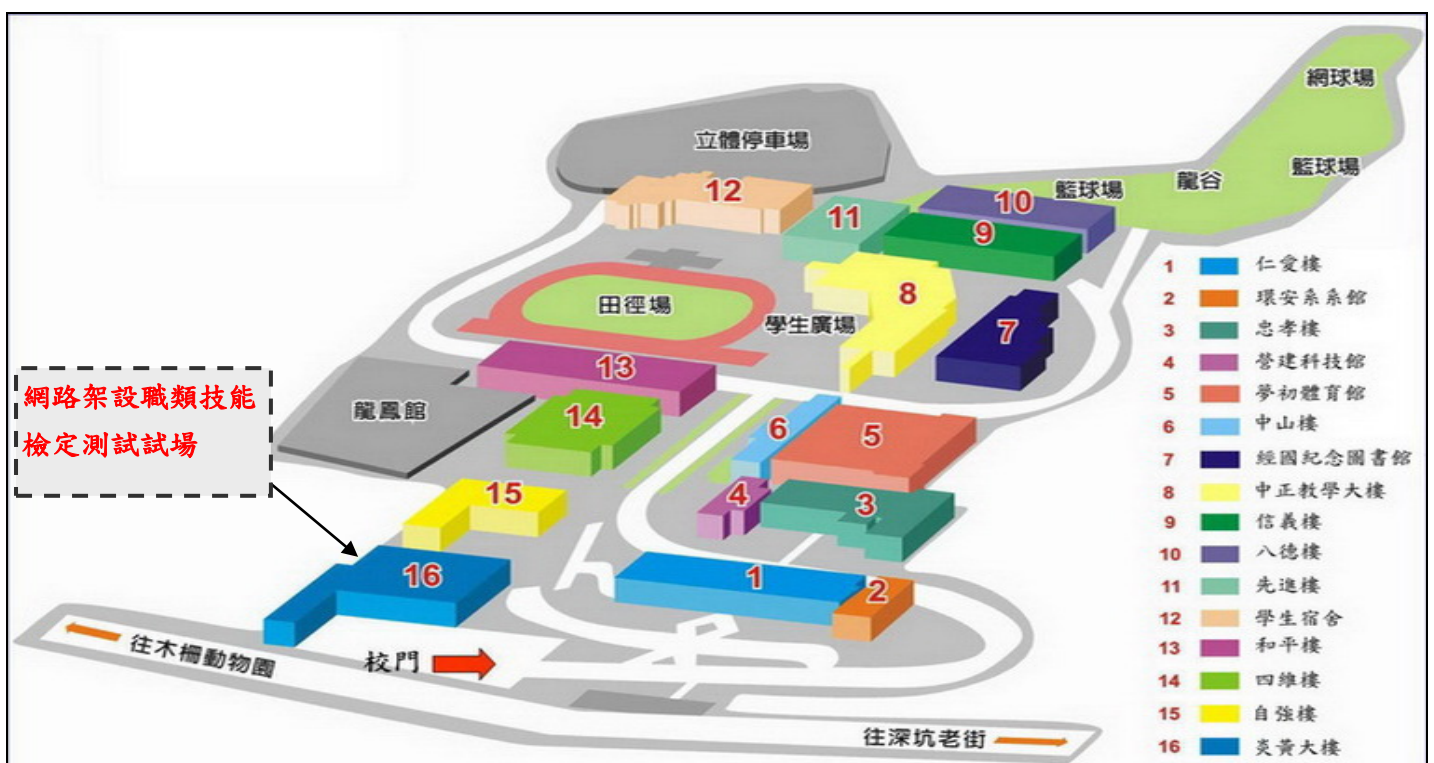 網球場
立體停車場
籃球場
12
籃球場
龍谷
10
11
9
8
田徑場
學生廣場
7
13
網路架設職類技能
檢定測試試場
龍鳳館
14
6
5
15
4
3
16
1
2
往木柵動物園
校門
往深坑老街
1 仁愛樓
2 環安系系館
3 忠孝樓
4 營建科技館
5 夢初體育館
6 中山樓
7 經國紀念圖書館
8 中正教學大樓
9 信義樓
10 八德樓
11 先進樓
12 學生宿舍
13 和平樓
14 四維樓
15 自強樓
16 炎黃大樓